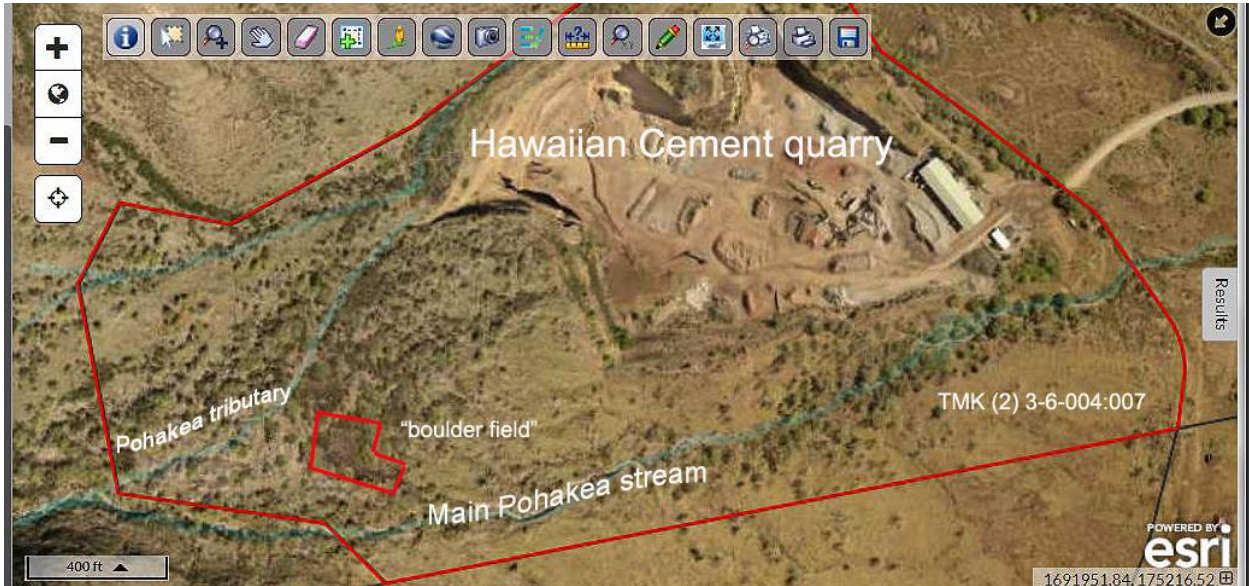 Hawaiian Cement quarry
Results
Pohakea tributary
"boulder field"
TMK (2) 3-6-004:007
Main Pohakea stream
POWERED BY
esri
400 ft
1691951.84, 175216.52